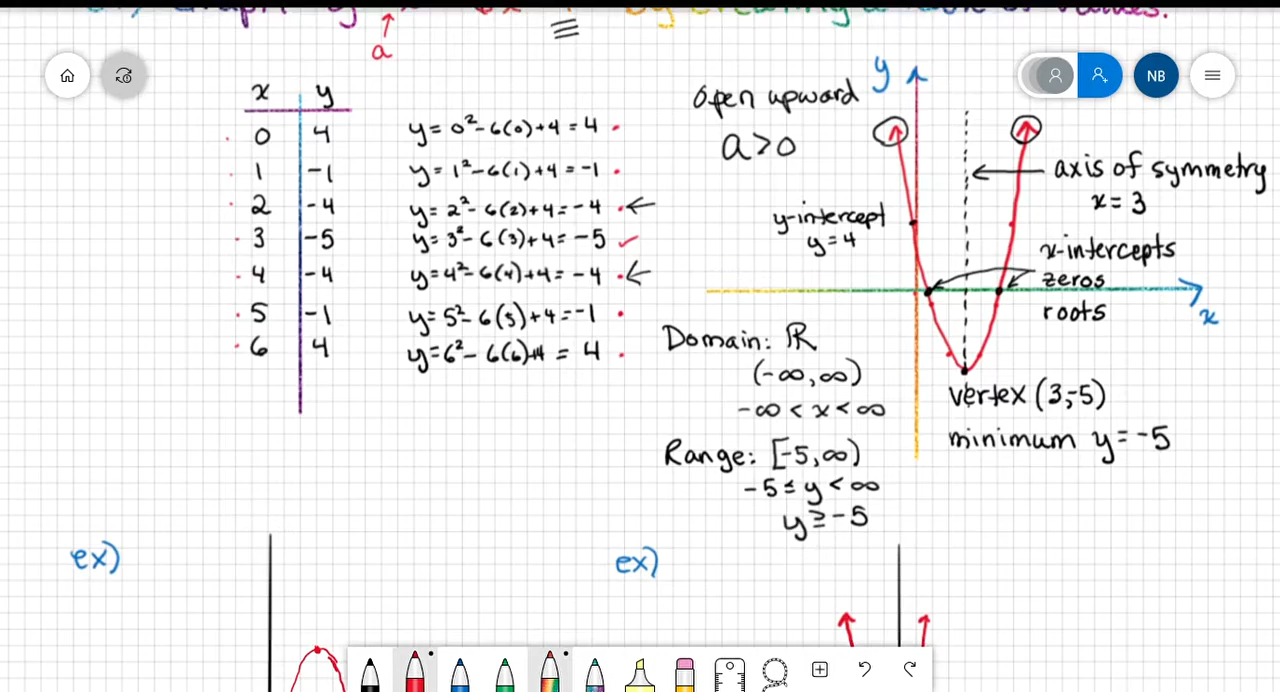 a
x y
0 4 y=0²-6(0)+4=4
1 -1 y=1²-6(1)+4=-1
2 -4 y=2²-6(2)+4=-4
3 -5 y=3²-6(3)+4=-5
4 -4 y=4²-6(4)+4=-4
5 -1 y=5²-6(5)+4=-1
6 4 y=6²-6(6)+4=4
open upward
a>0
y
NB
axis of symmetry
x=3
y-intercept
y=4
x-intercepts
zeros
roots
x
Domain: ℝ
(-∞,∞)
-∞<x<∞
vertex (3,-5)
minimum y=-5
Range: [-5,∞)
-5≤y<∞
y≥-5
ex)
ex)